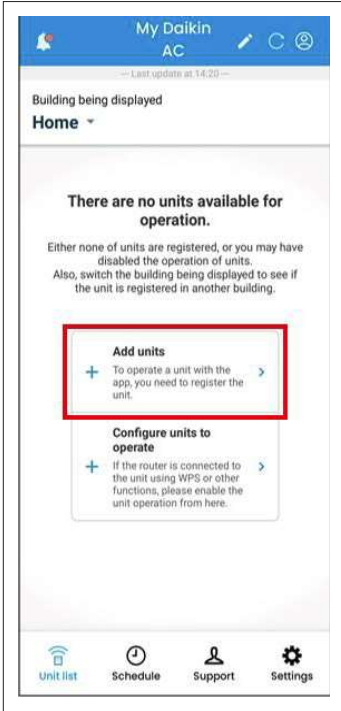 My Daikin
AC
— Last update at 14:20 —
Building being displayed
Home
There are no units available for
operation.
Either none of units are registered, or you may have
disabled the operation of units.
Also, switch the building being displayed to see if
the unit is registered in another building.
Add units
To operate a unit with the
app, you need to register the
unit.
Configure units to
operate
If the router is connected to
the unit using WPS or other
functions, please enable the
unit operation from here.
Unit list Schedule Support Settings